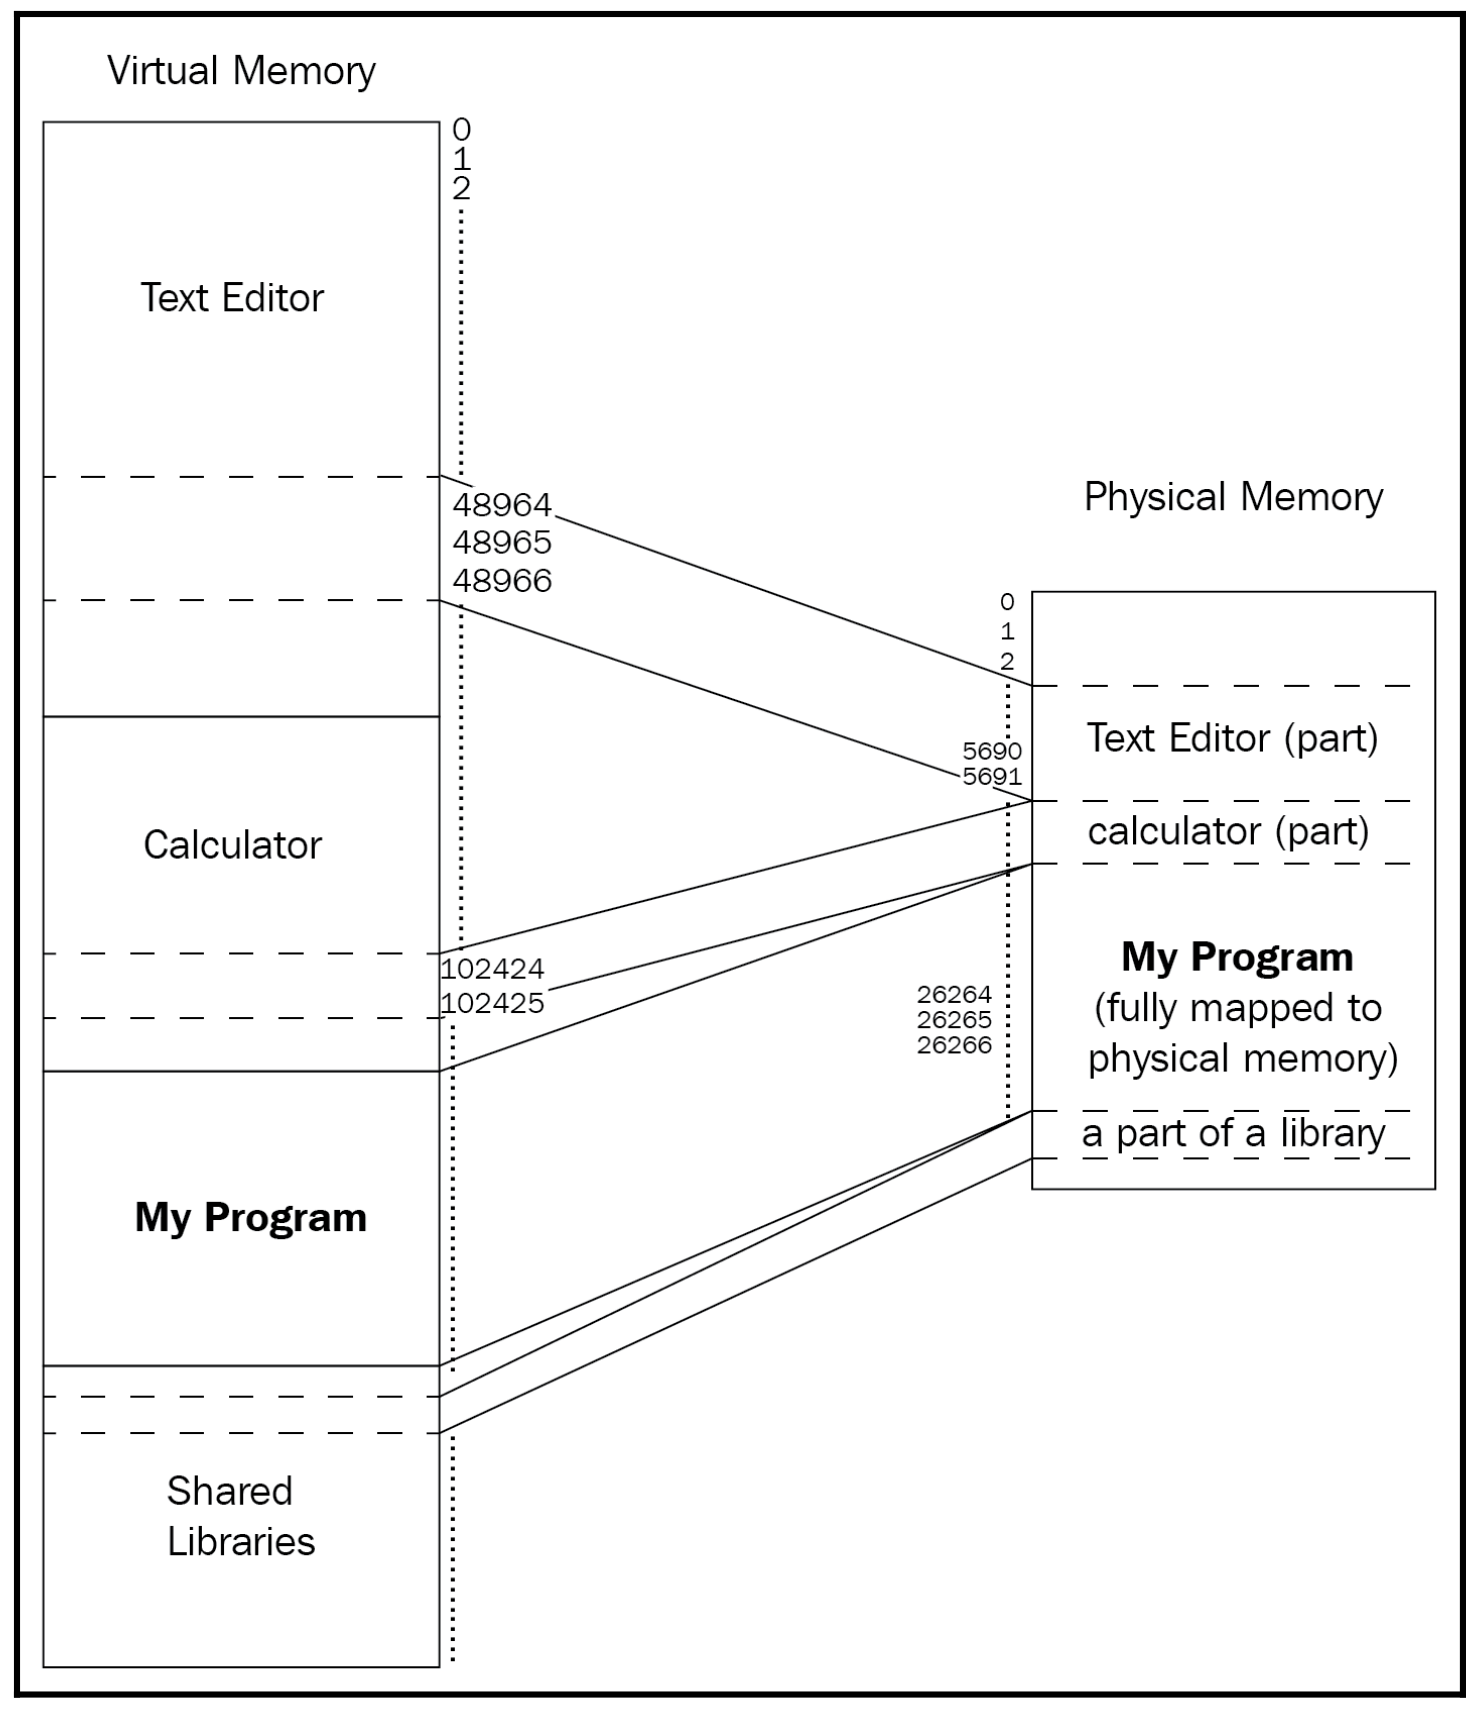 Virtual Memory
0
1
2
Text Editor
48964
48965
48966
Calculator
102424
102425
My Program
Shared
Libraries
Physical Memory
0
1
2
Text Editor (part)
5690
5691
calculator (part)
My Program
(fully mapped to
physical memory)
26264
26265
26266
a part of a library